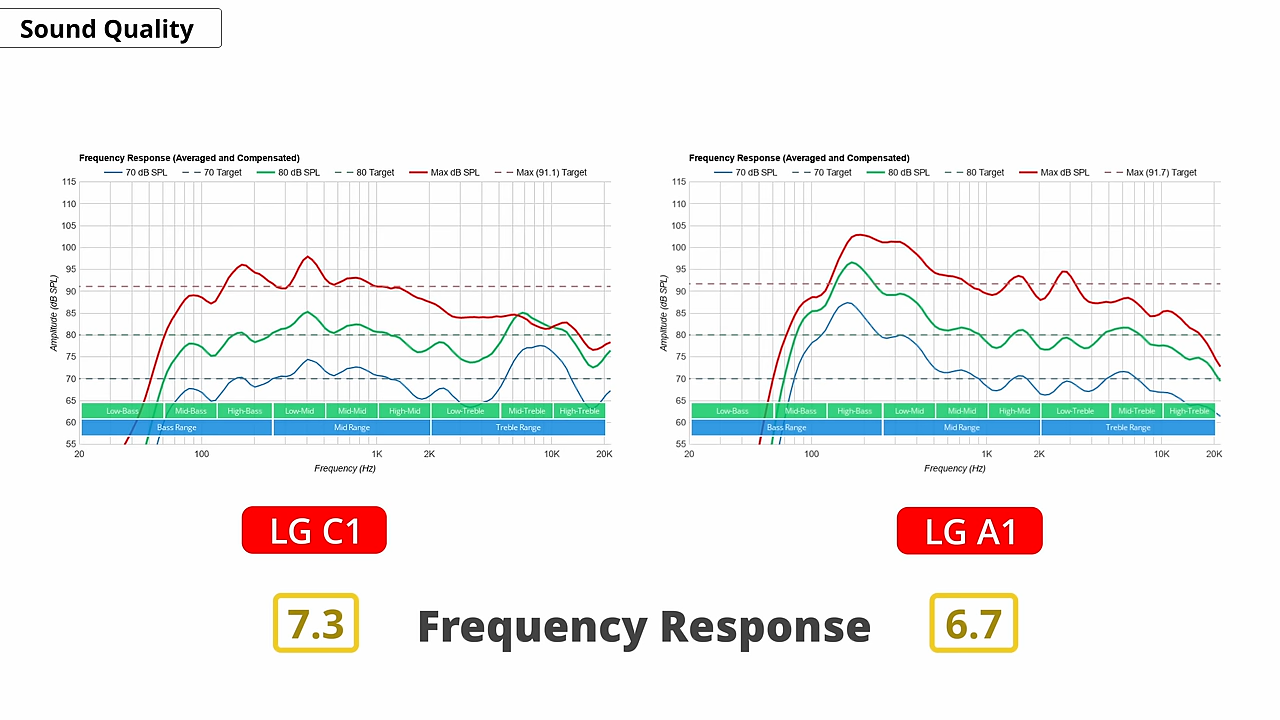 Sound Quality
Frequency Response (Averaged and Compensated)
70 dB SPL 70 Target 80 dB SPL 80 Target Max dB SPL Max (91.1) Target
115
110
105
100
95
90
85
80
75
70
65
60
55
Amplitude (dB SPL)
Low-Bass Mid-Bass High-Bass Low-Mid Mid-Mid High-Mid Low-Treble Mid-Treble High-Treble
Bass Range Mid Range Treble Range
20 100 1K 2K 10K 20K
Frequency (Hz)
Frequency Response (Averaged and Compensated)
70 dB SPL 70 Target 80 dB SPL 80 Target Max dB SPL Max (91.7) Target
115
110
105
100
95
90
85
80
75
70
65
60
55
Amplitude (dB SPL)
Low-Bass Mid-Bass High-Bass Low-Mid Mid-Mid High-Mid Low-Treble Mid-Treble High-Treble
Bass Range Mid Range Treble Range
20 100 1K 2K 10K 20K
Frequency (Hz)
LG C1 LG A1
7.3 Frequency Response 6.7